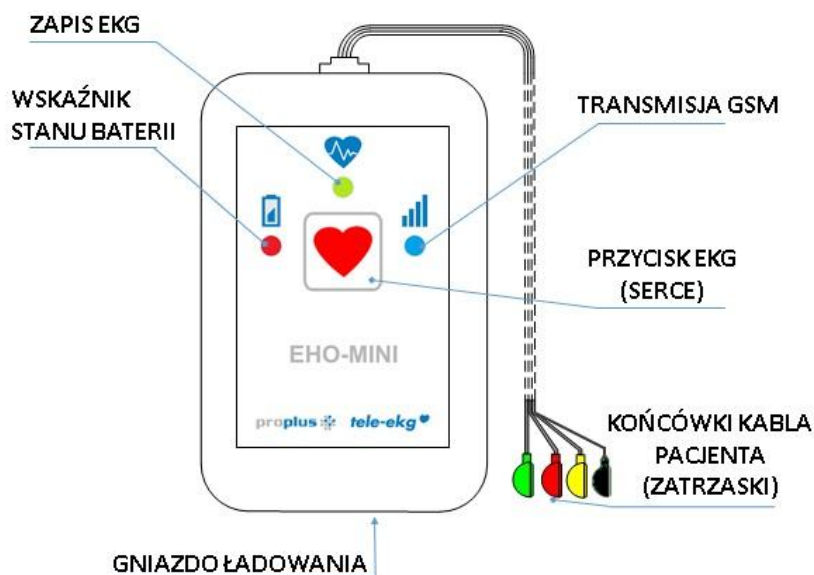 ZAPIS EKG
WSKAŹNIK
STANU BATERII
TRANSMISJA GSM
PRZYCISK EKG
(SERCE)
EHO-MINI
proplus tele-ekg
KOŃCÓWKI KABLA
PACJENTA
(ZATRZASKI)
GNIAZDO ŁADOWANIA